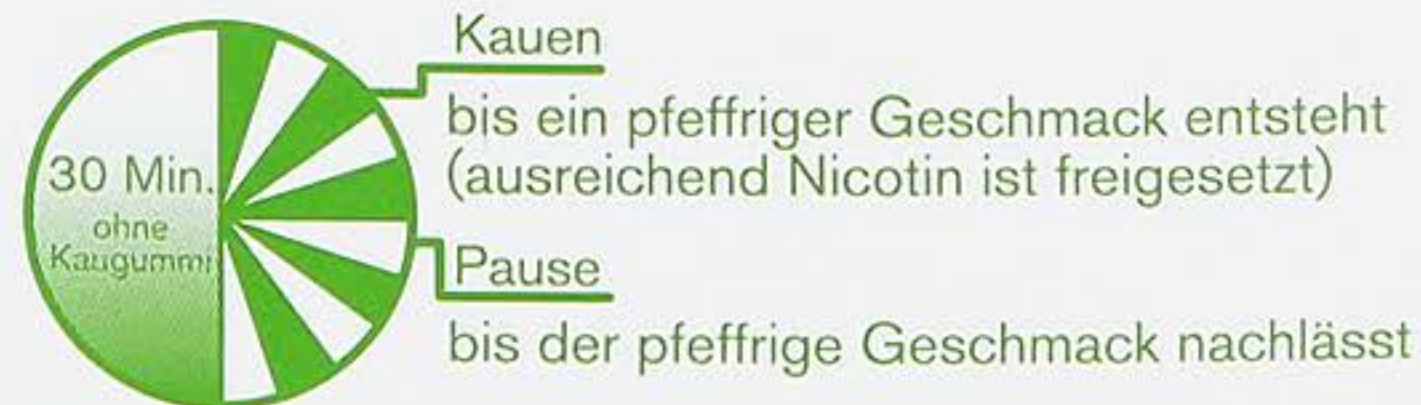 Kauen
bis ein pfeffriger Geschmack entsteht
(ausreichend Nicotin ist freigesetzt)
30 Min.
ohne
Kaugummi
Pause
bis der pfeffrige Geschmack nachlässt